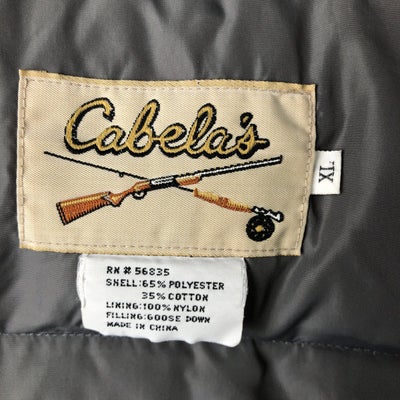 Cabela's
XL
RN # 56835
SHELL: 65% POLYESTER
35% COTTON
LINING: 100% NYLON
FILLING: GOOSE DOWN
MADE IN CHINA